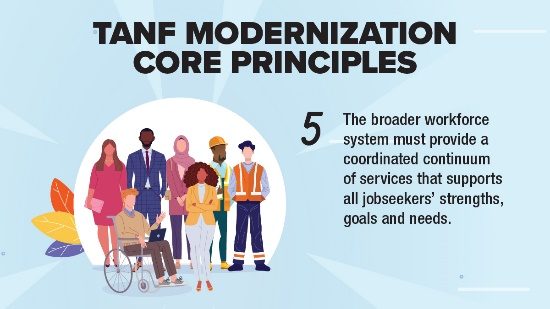 TANF MODERNIZATION
CORE PRINCIPLES
5
The broader workforce
system must provide a
coordinated continuum
of services that supports
all jobseekers’ strengths,
goals and needs.